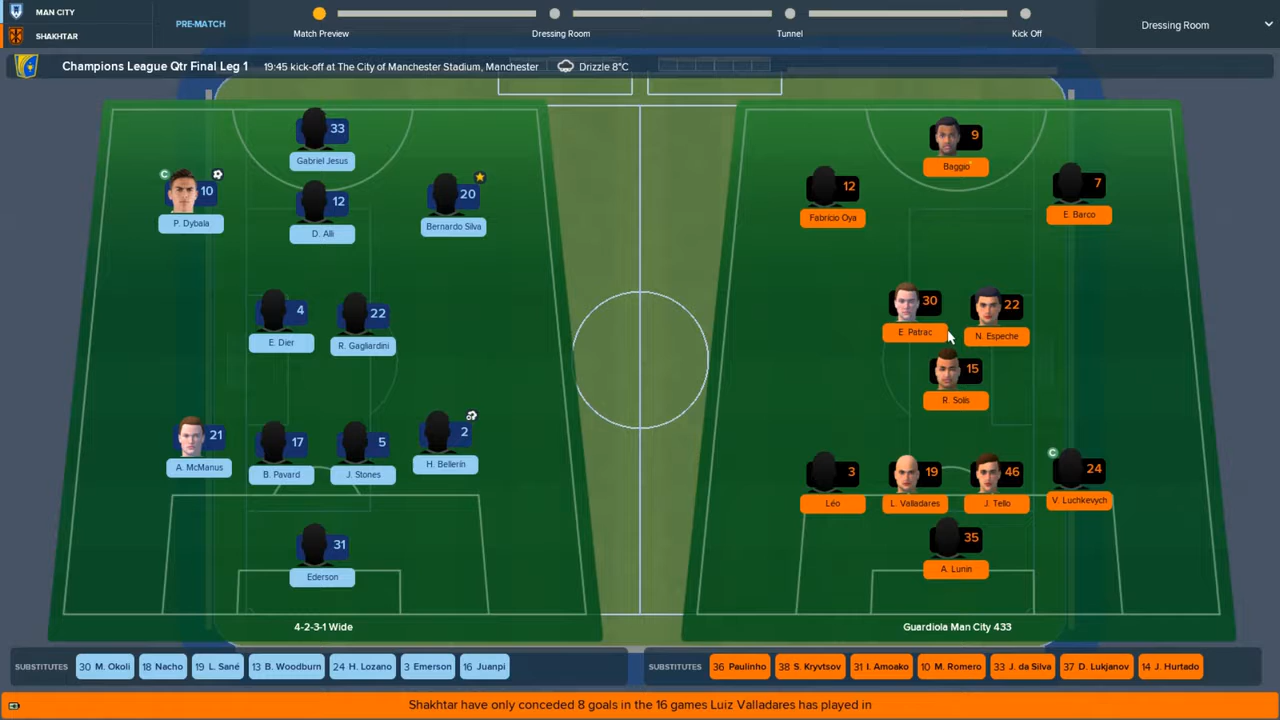 MAN CITY
SHAKHTAR
PRE-MATCH
Match Preview
Dressing Room
Tunnel
Kick Off
Dressing Room
Champions League Qtr Final Leg 1
19:45 kick-off at The City of Manchester Stadium, Manchester
Drizzle 8°C
33
Gabriel Jesus
C
10
P. Dybala
12
D. Alli
20
Bernardo Silva
4
E. Dier
22
R. Gagliardini
21
A. McManus
17
B. Pavard
5
J. Stones
2
H. Bellerín
31
Ederson
4-2-3-1 Wide
9
Baggio
12
Fabrício Oya
7
E. Barco
30
E. Patrac
22
N. Espeche
15
R. Solís
3
Léo
19
L. Valladares
46
J. Tello
C
24
V. Luchkevych
35
A. Lunin
Guardiola Man City 433
SUBSTITUTES
30 M. Okoli
18 Nacho
19 L. Sané
13 B. Woodburn
24 H. Lozano
3 Emerson
16 Juanpi
SUBSTITUTES
36 Paulinho
38 S. Kryvtsov
31 I. Amoako
10 M. Romero
33 J. da Silva
37 D. Lukjanov
14 J. Hurtado
Shakhtar have only conceded 8 goals in the 16 games Luiz Valladares has played in